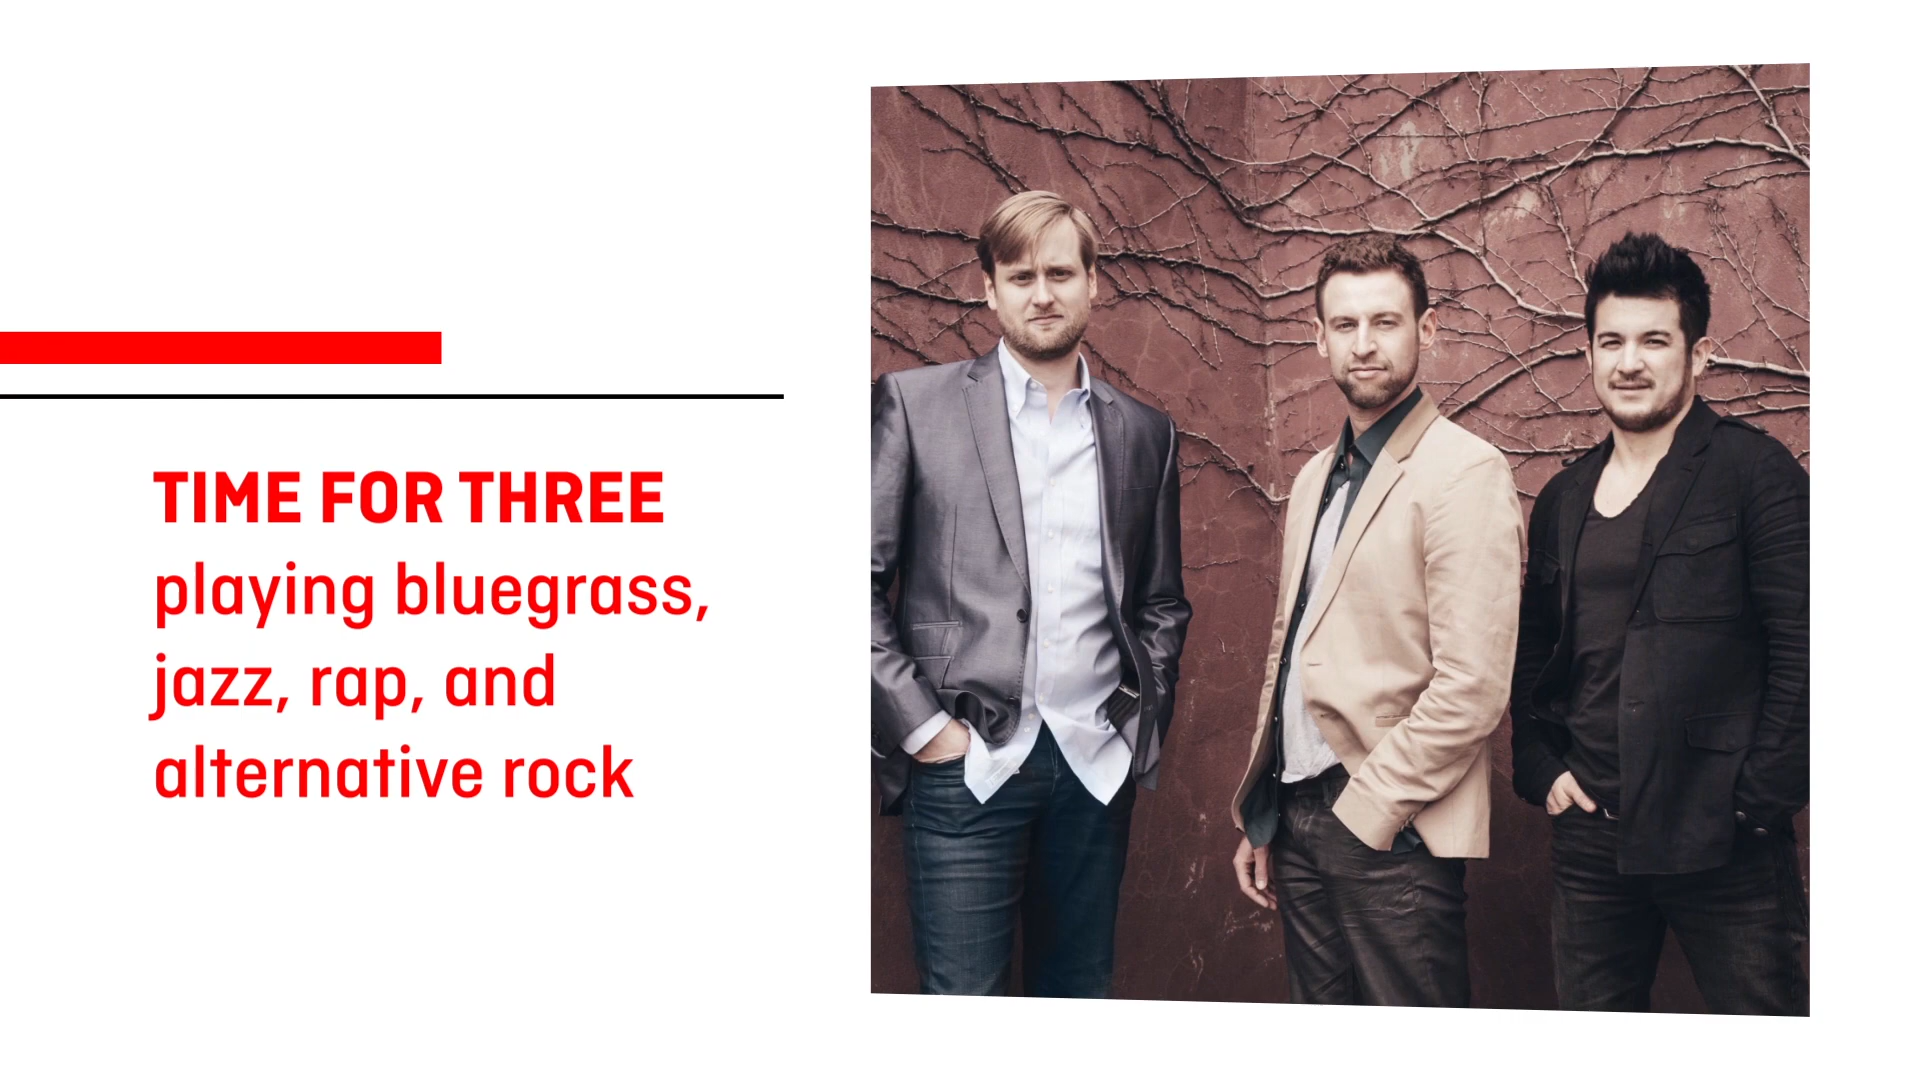 TIME FOR THREE
playing bluegrass,
jazz, rap, and
alternative rock